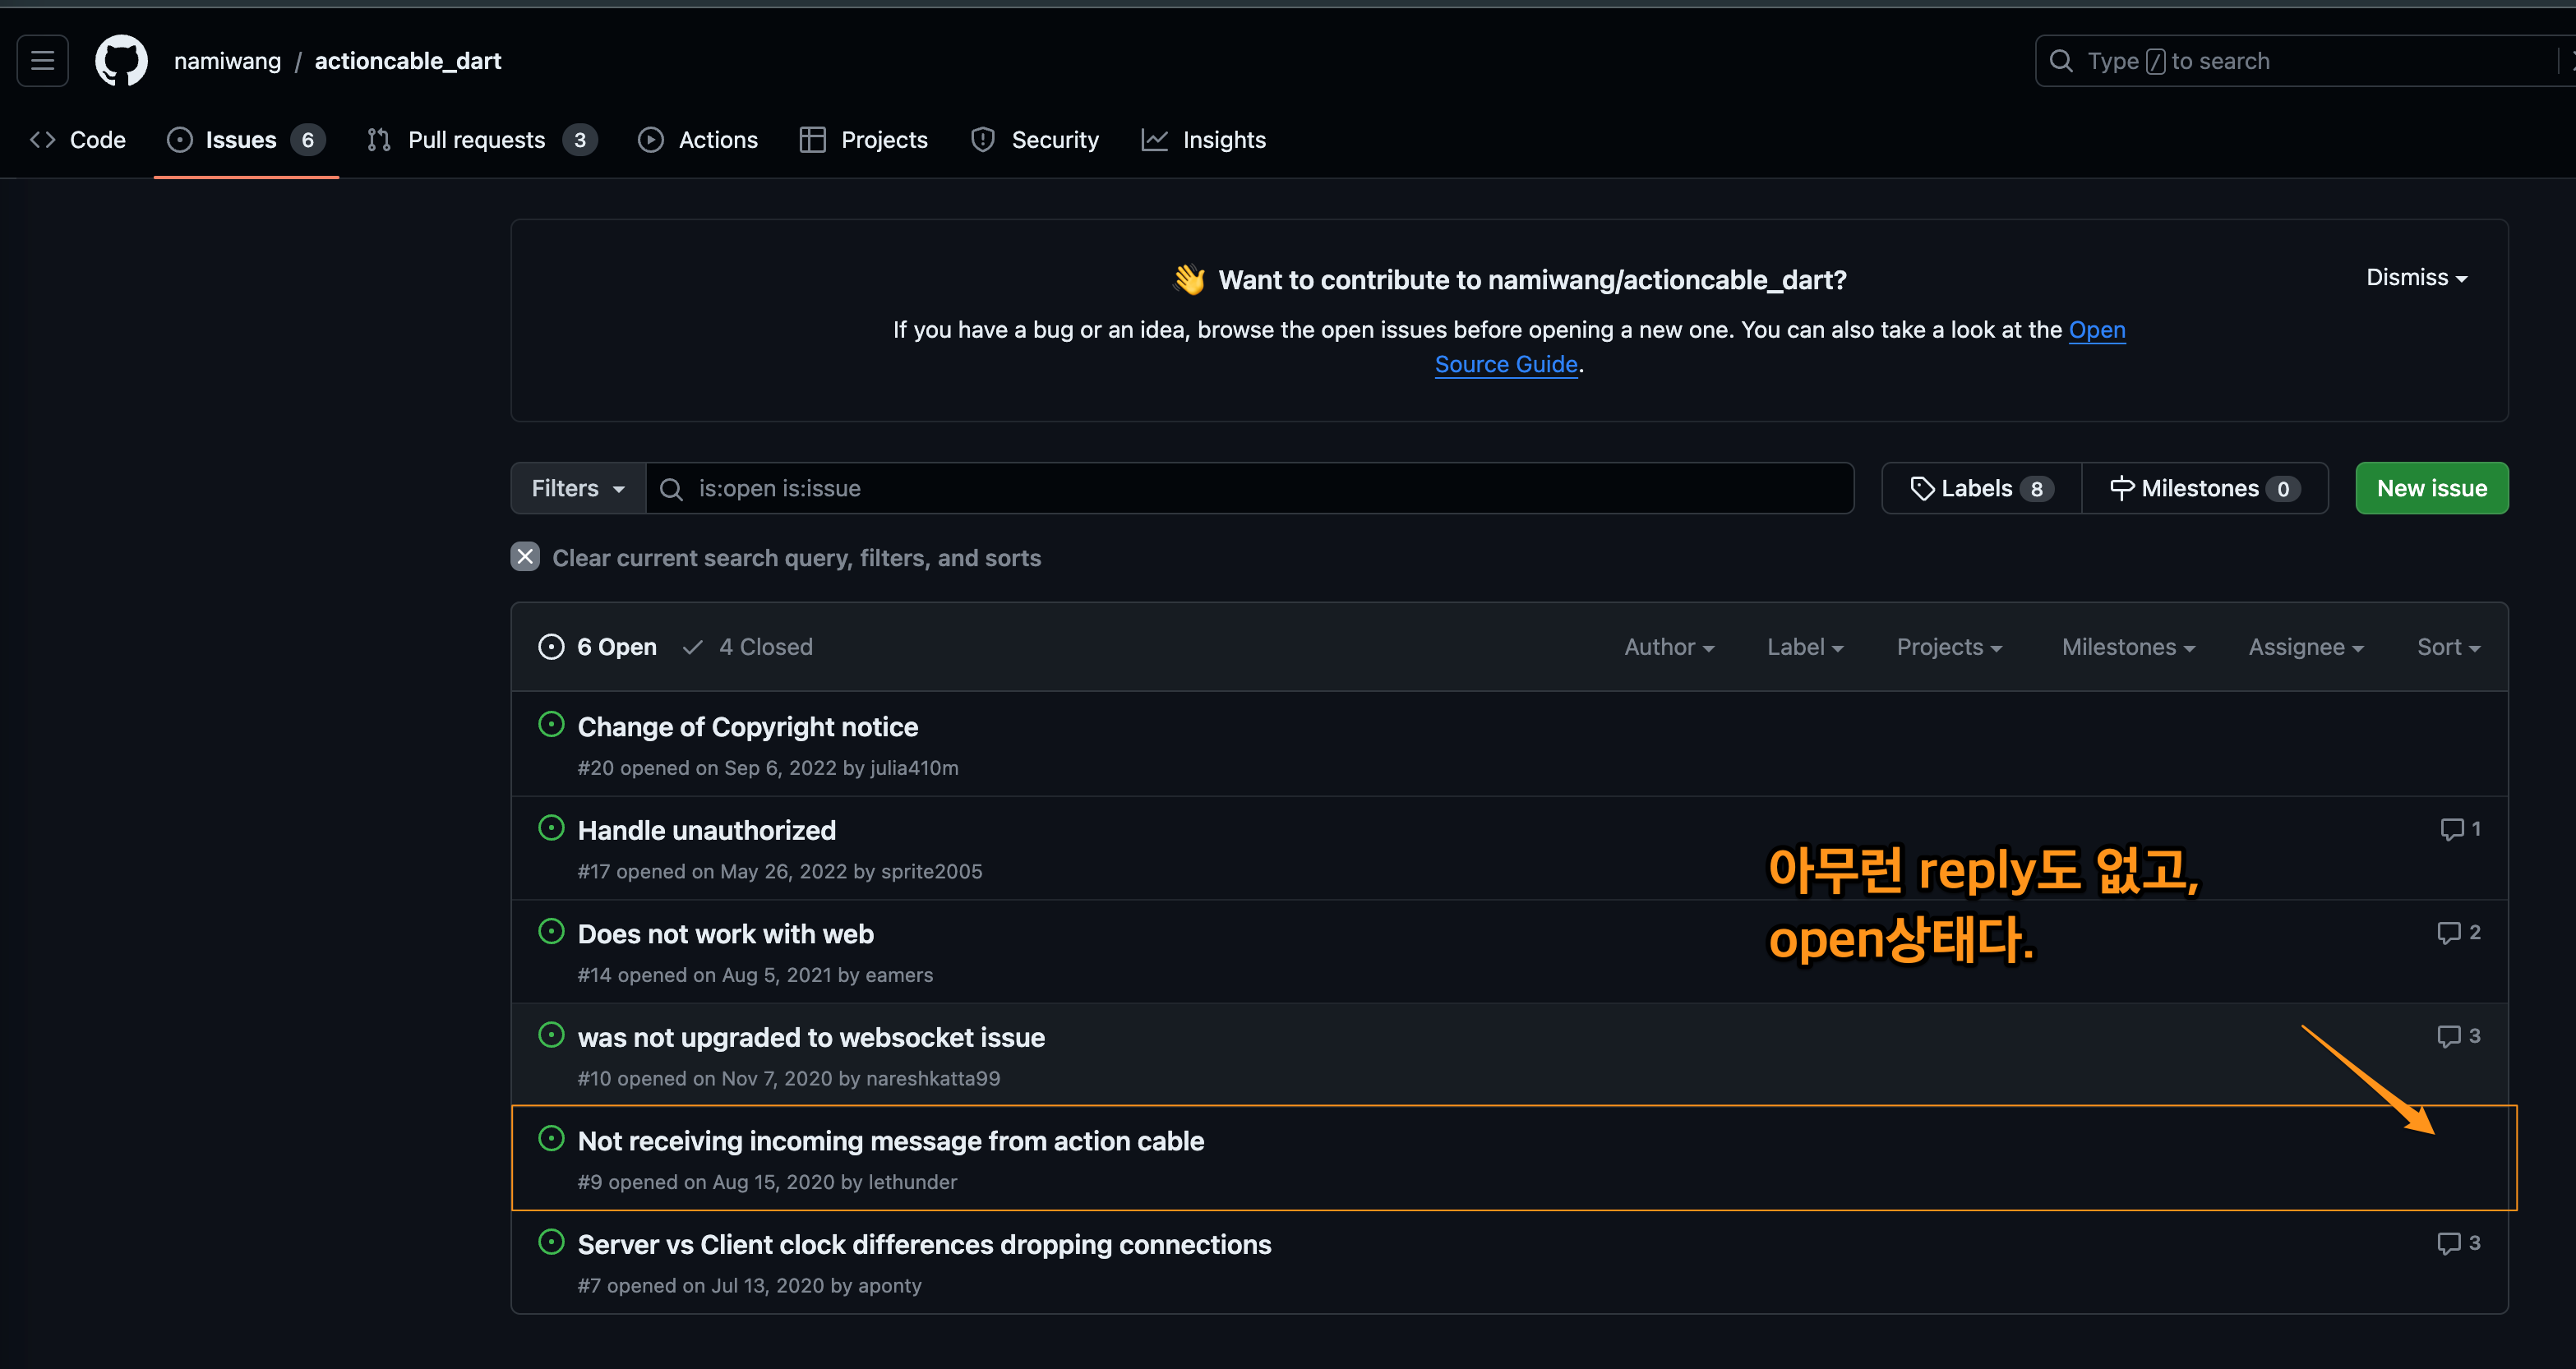 namiwang / actioncable_dart
Type / to search
Code Issues 6 Pull requests 3 Actions Projects Security Insights
👋 Want to contribute to namiwang/actioncable_dart?
Dismiss
If you have a bug or an idea, browse the open issues before opening a new one. You can also take a look at the Open
Source Guide.
Filters is:open is:issue Labels 8 Milestones 0 New issue
Clear current search query, filters, and sorts
6 Open 4 Closed Author Label Projects Milestones Assignee Sort
Change of Copyright notice
#20 opened on Sep 6, 2022 by julia410m
Handle unauthorized 1
#17 opened on May 26, 2022 by sprite2005
아무런 reply도 없고,
Does not work with web 2
open상태다.
#14 opened on Aug 5, 2021 by eamers
was not upgraded to websocket issue 3
#10 opened on Nov 7, 2020 by nareshkatta99
Not receiving incoming message from action cable
#9 opened on Aug 15, 2020 by lethunder
Server vs Client clock differences dropping connections 3
#7 opened on Jul 13, 2020 by aponty